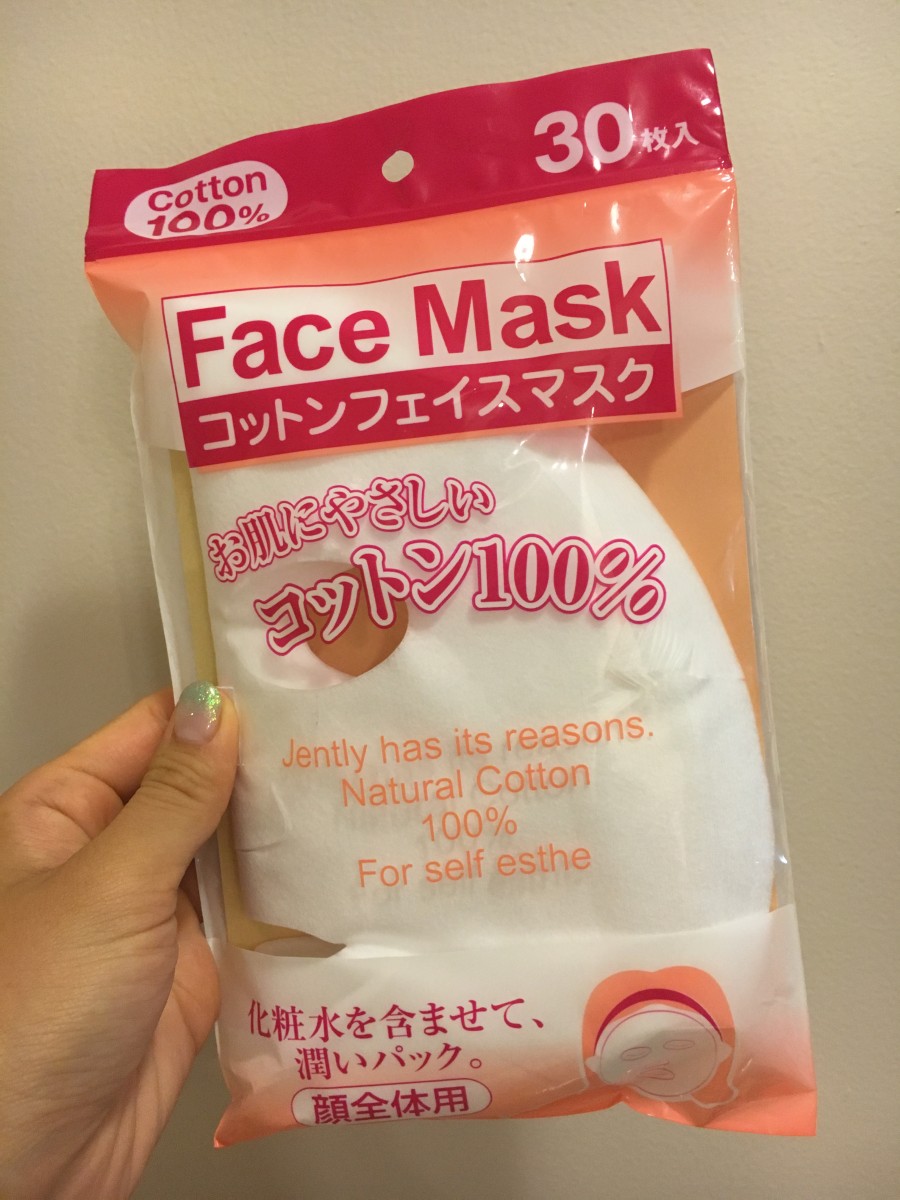 Cotton
100%
30枚入
Face Mask
コットンフェイスマスク
お肌にやさしい
コットン100%
Jently has its reasons.
Natural Cotton
100%
For self esthe
化粧水を含ませて、
潤いパック。
顔全体用